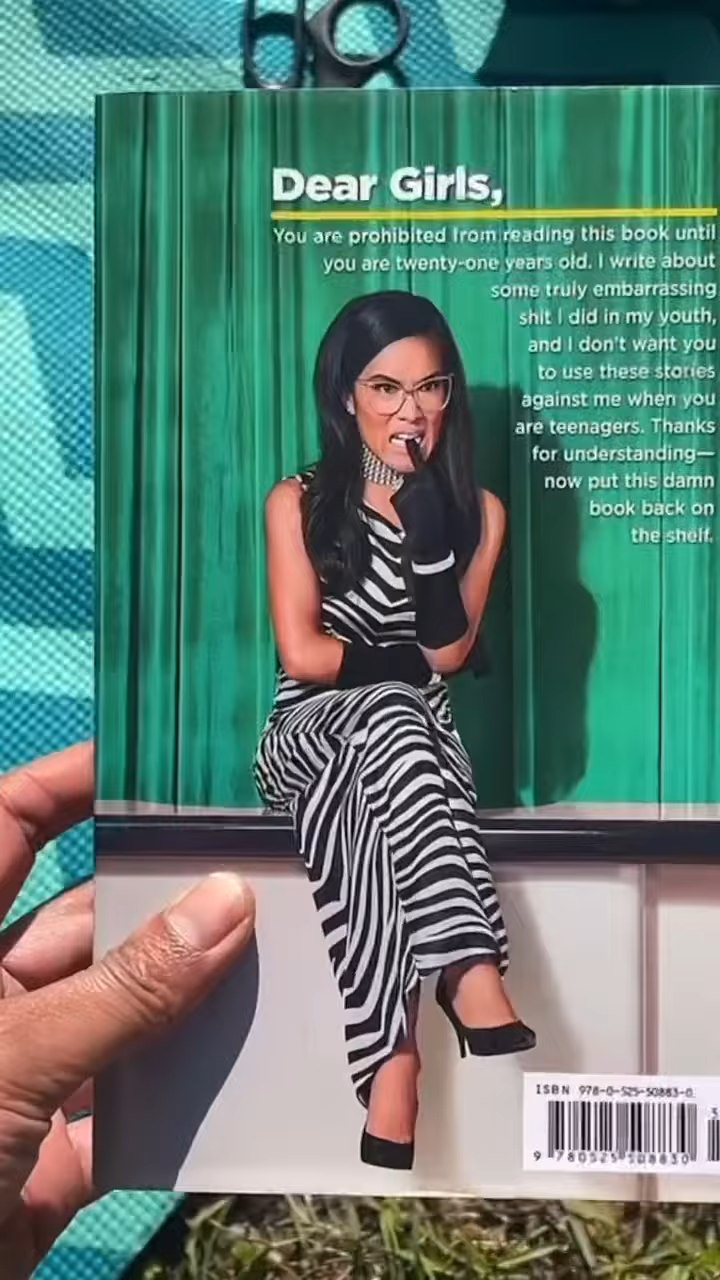 Dear Girls,
You are prohibited from reading this book until
you are twenty-one years old. I write about
some truly embarrassing
shit I did in my youth,
and I don't want you
to use these stories
against me when you
are teenagers. Thanks
for understanding—
now put this damn
book back on
the shelf.
ISBN 978-0-525-50883-0
9 780525 508830